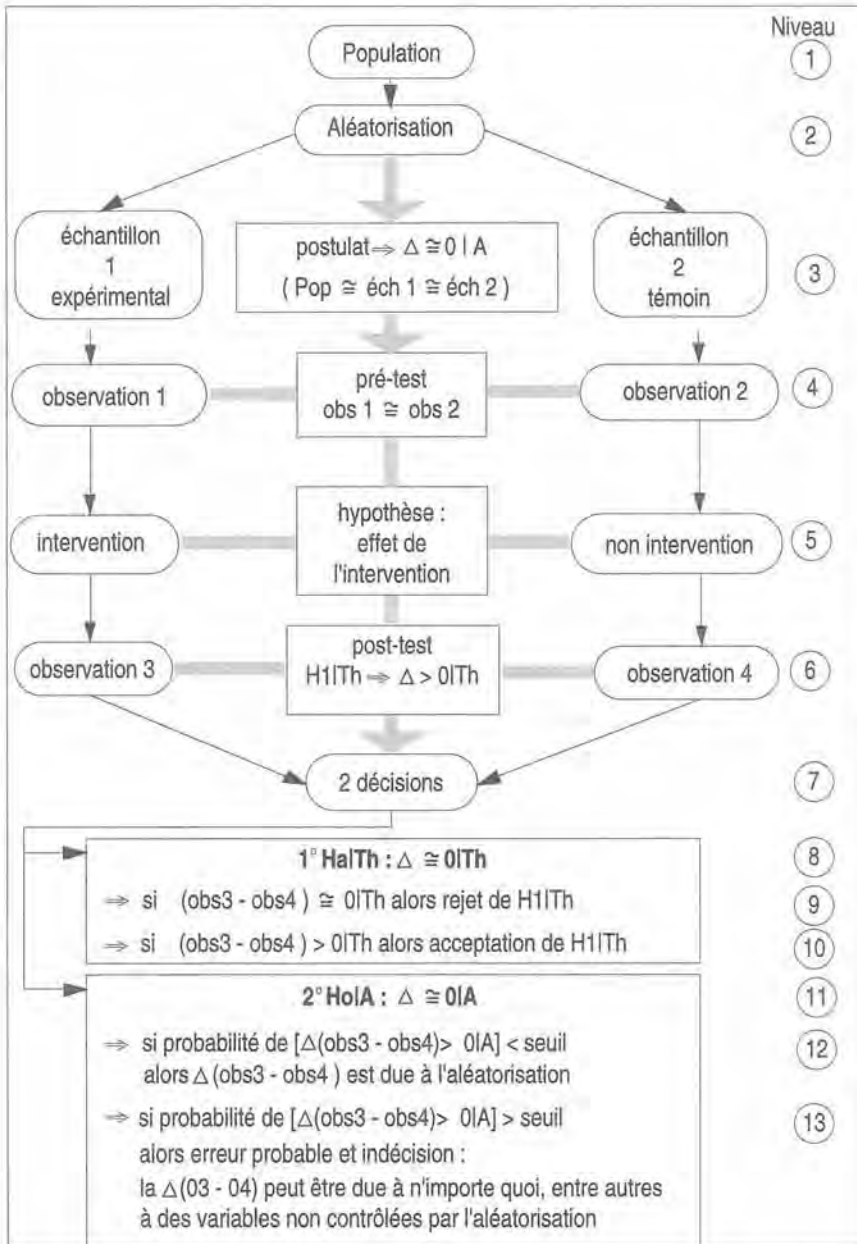 Niveau
Population
1
Aléatorisation
2
échantillon
1
expérimental
postulat ⇒ Δ ≅ 0 | A
( Pop ≅ éch 1 ≅ éch 2 )
échantillon
2
témoin
3
observation 1
pré-test
obs 1 ≅ obs 2
observation 2
4
intervention
hypothèse :
effet de
l'intervention
non intervention
5
observation 3
post-test
H1|Th ⇒ Δ > 0|Th
observation 4
6
2 décisions
7
1° Ha|Th : Δ ≅ 0|Th
8
⇒ si (obs3 - obs4 ) ≅ 0|Th alors rejet de H1|Th
9
⇒ si (obs3 - obs4 ) > 0|Th alors acceptation de H1|Th
10
2° Ho|A : Δ ≅ 0|A
11
⇒ si probabilité de [Δ(obs3 - obs4)> 0|A] < seuil
12
alors Δ (obs3 - obs4 ) est due à l'aléatorisation
⇒ si probabilité de [Δ(obs3 - obs4)> 0|A] > seuil
13
alors erreur probable et indécision :
la Δ(03 - 04) peut être due à n'importe quoi, entre autres
à des variables non contrôlées par l'aléatorisation